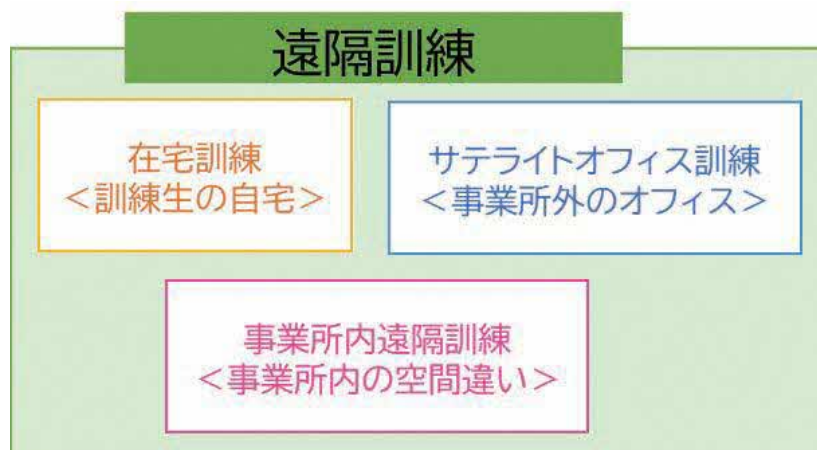 遠隔訓練
在宅訓練
＜訓練生の自宅＞
サテライトオフィス訓練
＜事業所外のオフィス＞
事業所内遠隔訓練
＜事業所内の空間違い＞